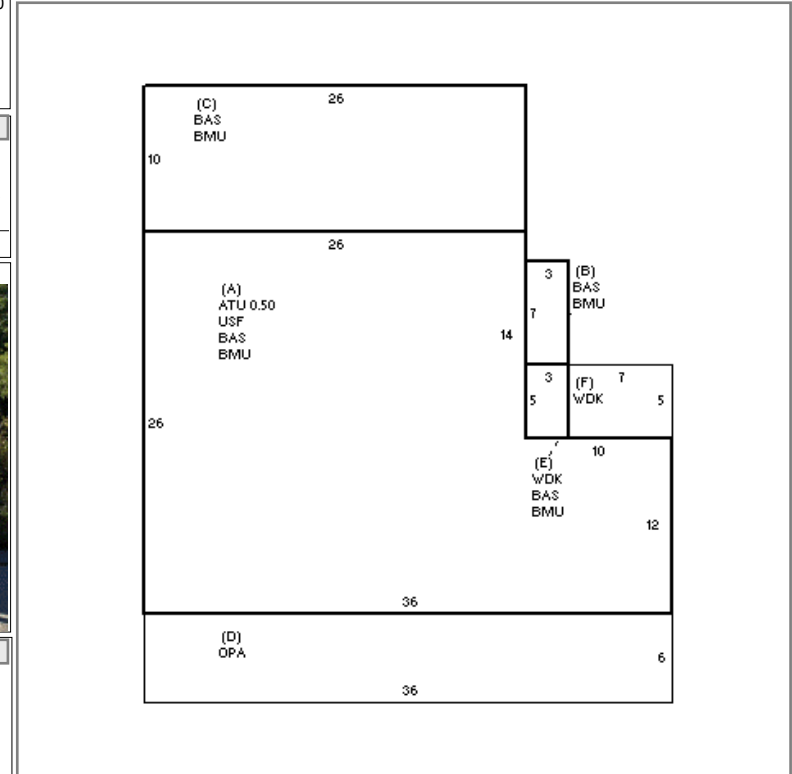 26
(C)
BAS
BMU
10
26
3
(B)
BAS
BMU
7
(A)
ATU 0.50
USF
BAS
BMU
14
3
7
(F)
WDK
5
5
26
10
(E)
WDK
BAS
BMU
12
36
(D)
OPA
6
36